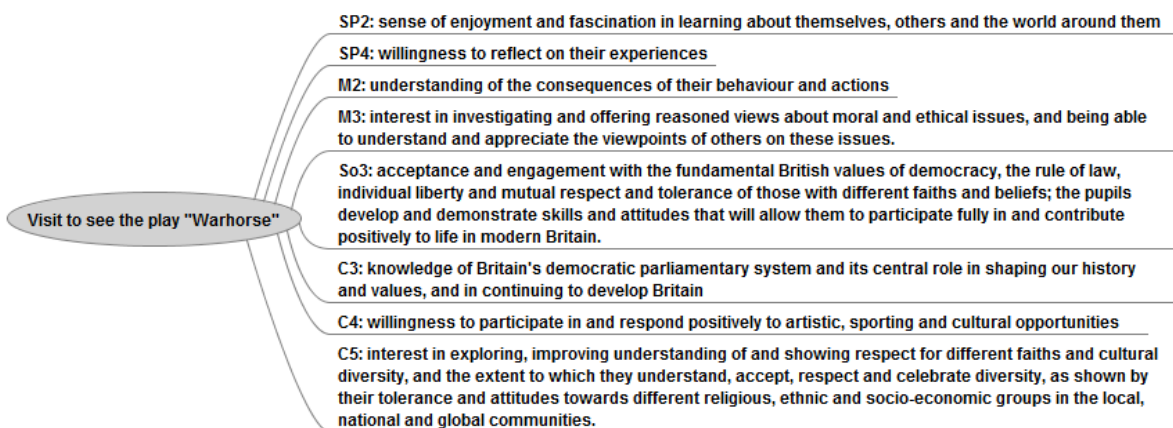 SP2: sense of enjoyment and fascination in learning about themselves, others and the world around them
SP4: willingness to reflect on their experiences
M2: understanding of the consequences of their behaviour and actions
M3: interest in investigating and offering reasoned views about moral and ethical issues, and being able
to understand and appreciate the viewpoints of others on these issues.
So3: acceptance and engagement with the fundamental British values of democracy, the rule of law,
individual liberty and mutual respect and tolerance of those with different faiths and beliefs; the pupils
develop and demonstrate skills and attitudes that will allow them to participate fully in and contribute
positively to life in modern Britain.
Visit to see the play "Warhorse"
C3: knowledge of Britain's democratic parliamentary system and its central role in shaping our history
and values, and in continuing to develop Britain
C4: willingness to participate in and respond positively to artistic, sporting and cultural opportunities
C5: interest in exploring, improving understanding of and showing respect for different faiths and cultural
diversity, and the extent to which they understand, accept, respect and celebrate diversity, as shown by
their tolerance and attitudes towards different religious, ethnic and socio-economic groups in the local,
national and global communities.